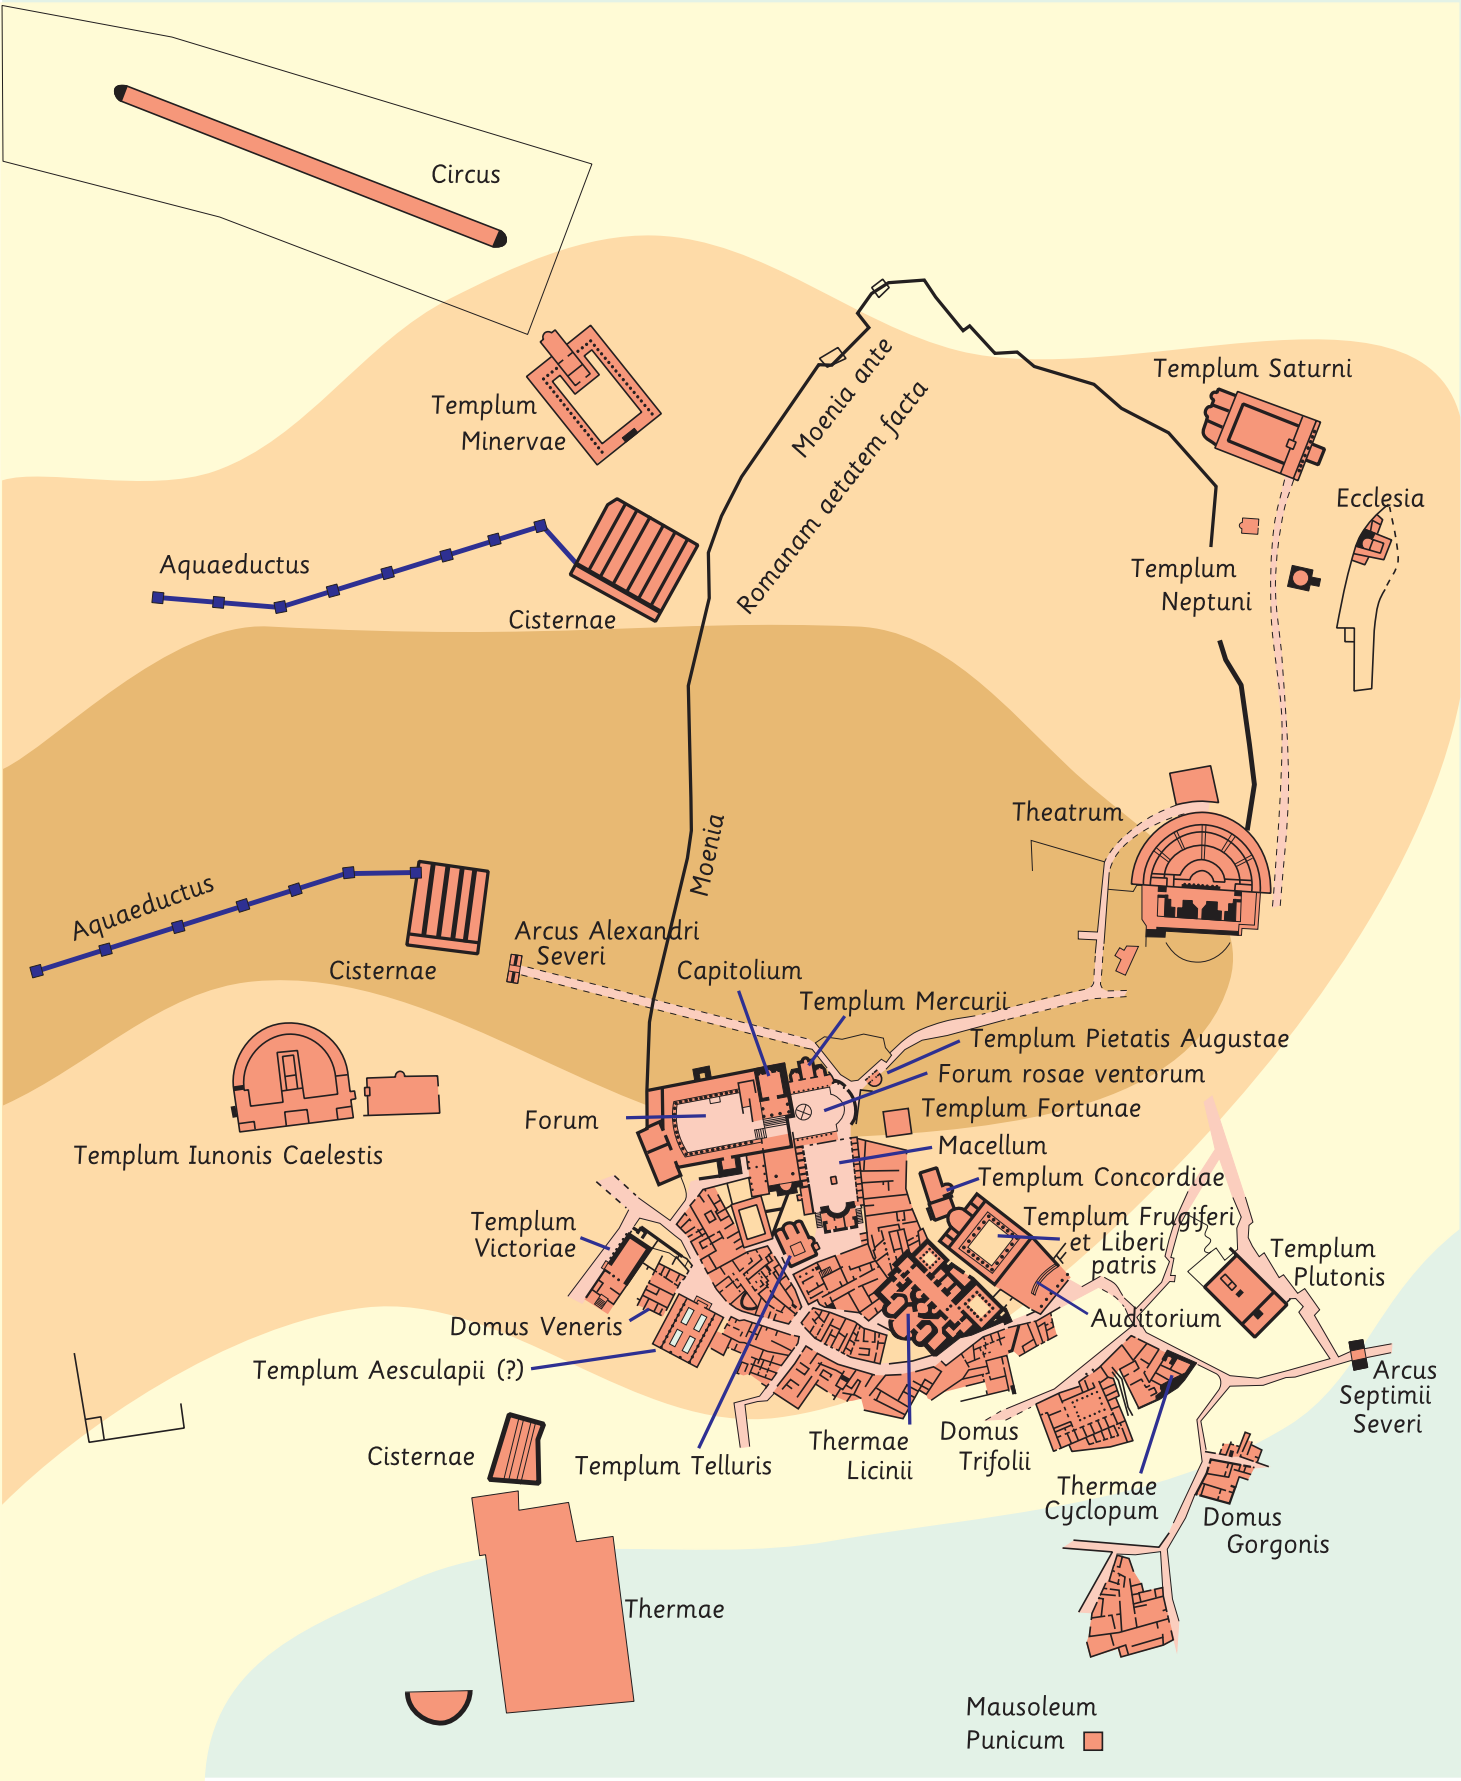 Circus
Templum Saturni
Moenia ante
Romanam aetatem facta
Templum
Minervae
Ecclesia
Aquaeductus
Templum
Neptuni
Cisternae
Theatrum
Moenia
Aquaeductus
Arcus Alexandri
Severi
Cisternae
Capitolium
Templum Mercurii
Templum Pietatis Augustae
Forum rosae ventorum
Forum
Templum Fortunae
Templum Iunonis Caelestis
Macellum
Templum Concordiae
Templum
Victoriae
Templum Frugiferi
et Liberi
patris
Templum
Plutonis
Domus Veneris
Auditorium
Templum Aesculapii (?)
Arcus
Septimii
Severi
Cisternae
Templum Telluris
Thermae
Licinii
Domus
Trifolii
Thermae
Cyclopum
Domus
Gorgonis
Thermae
Mausoleum
Punicum